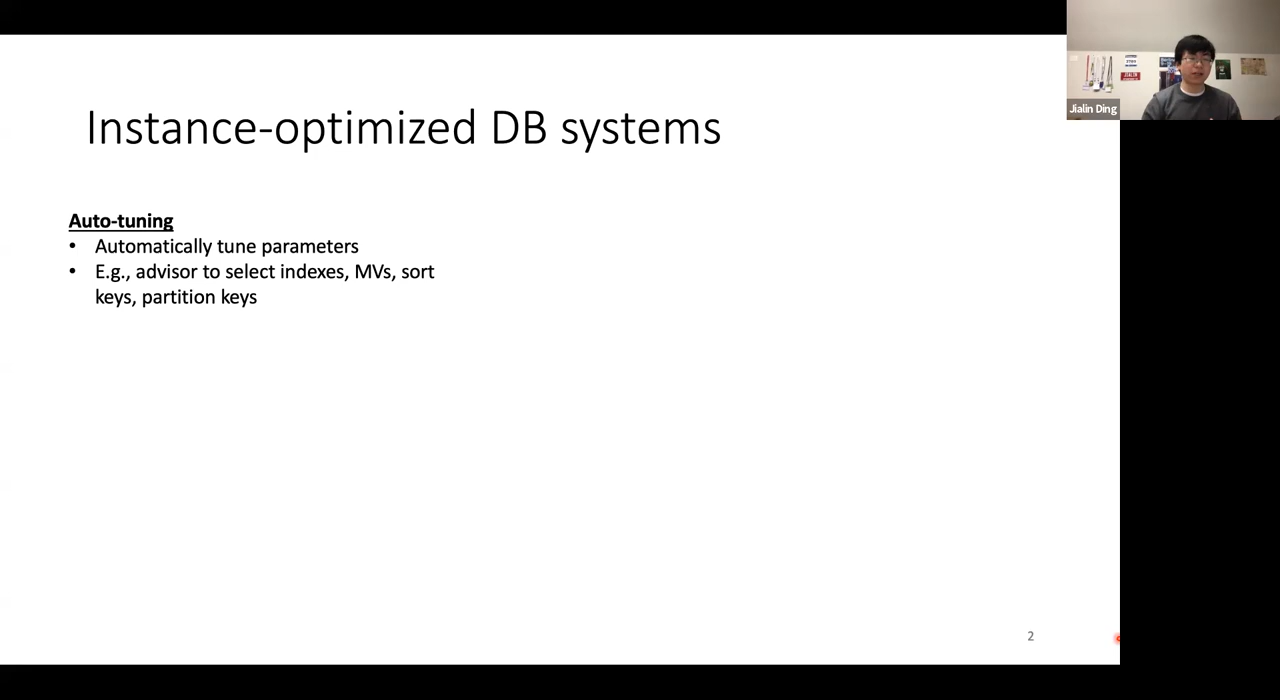 Instance-optimized DB systems
Auto-tuning
• Automatically tune parameters
• E.g., advisor to select indexes, MVs, sort
keys, partition keys
2
Jialin Ding